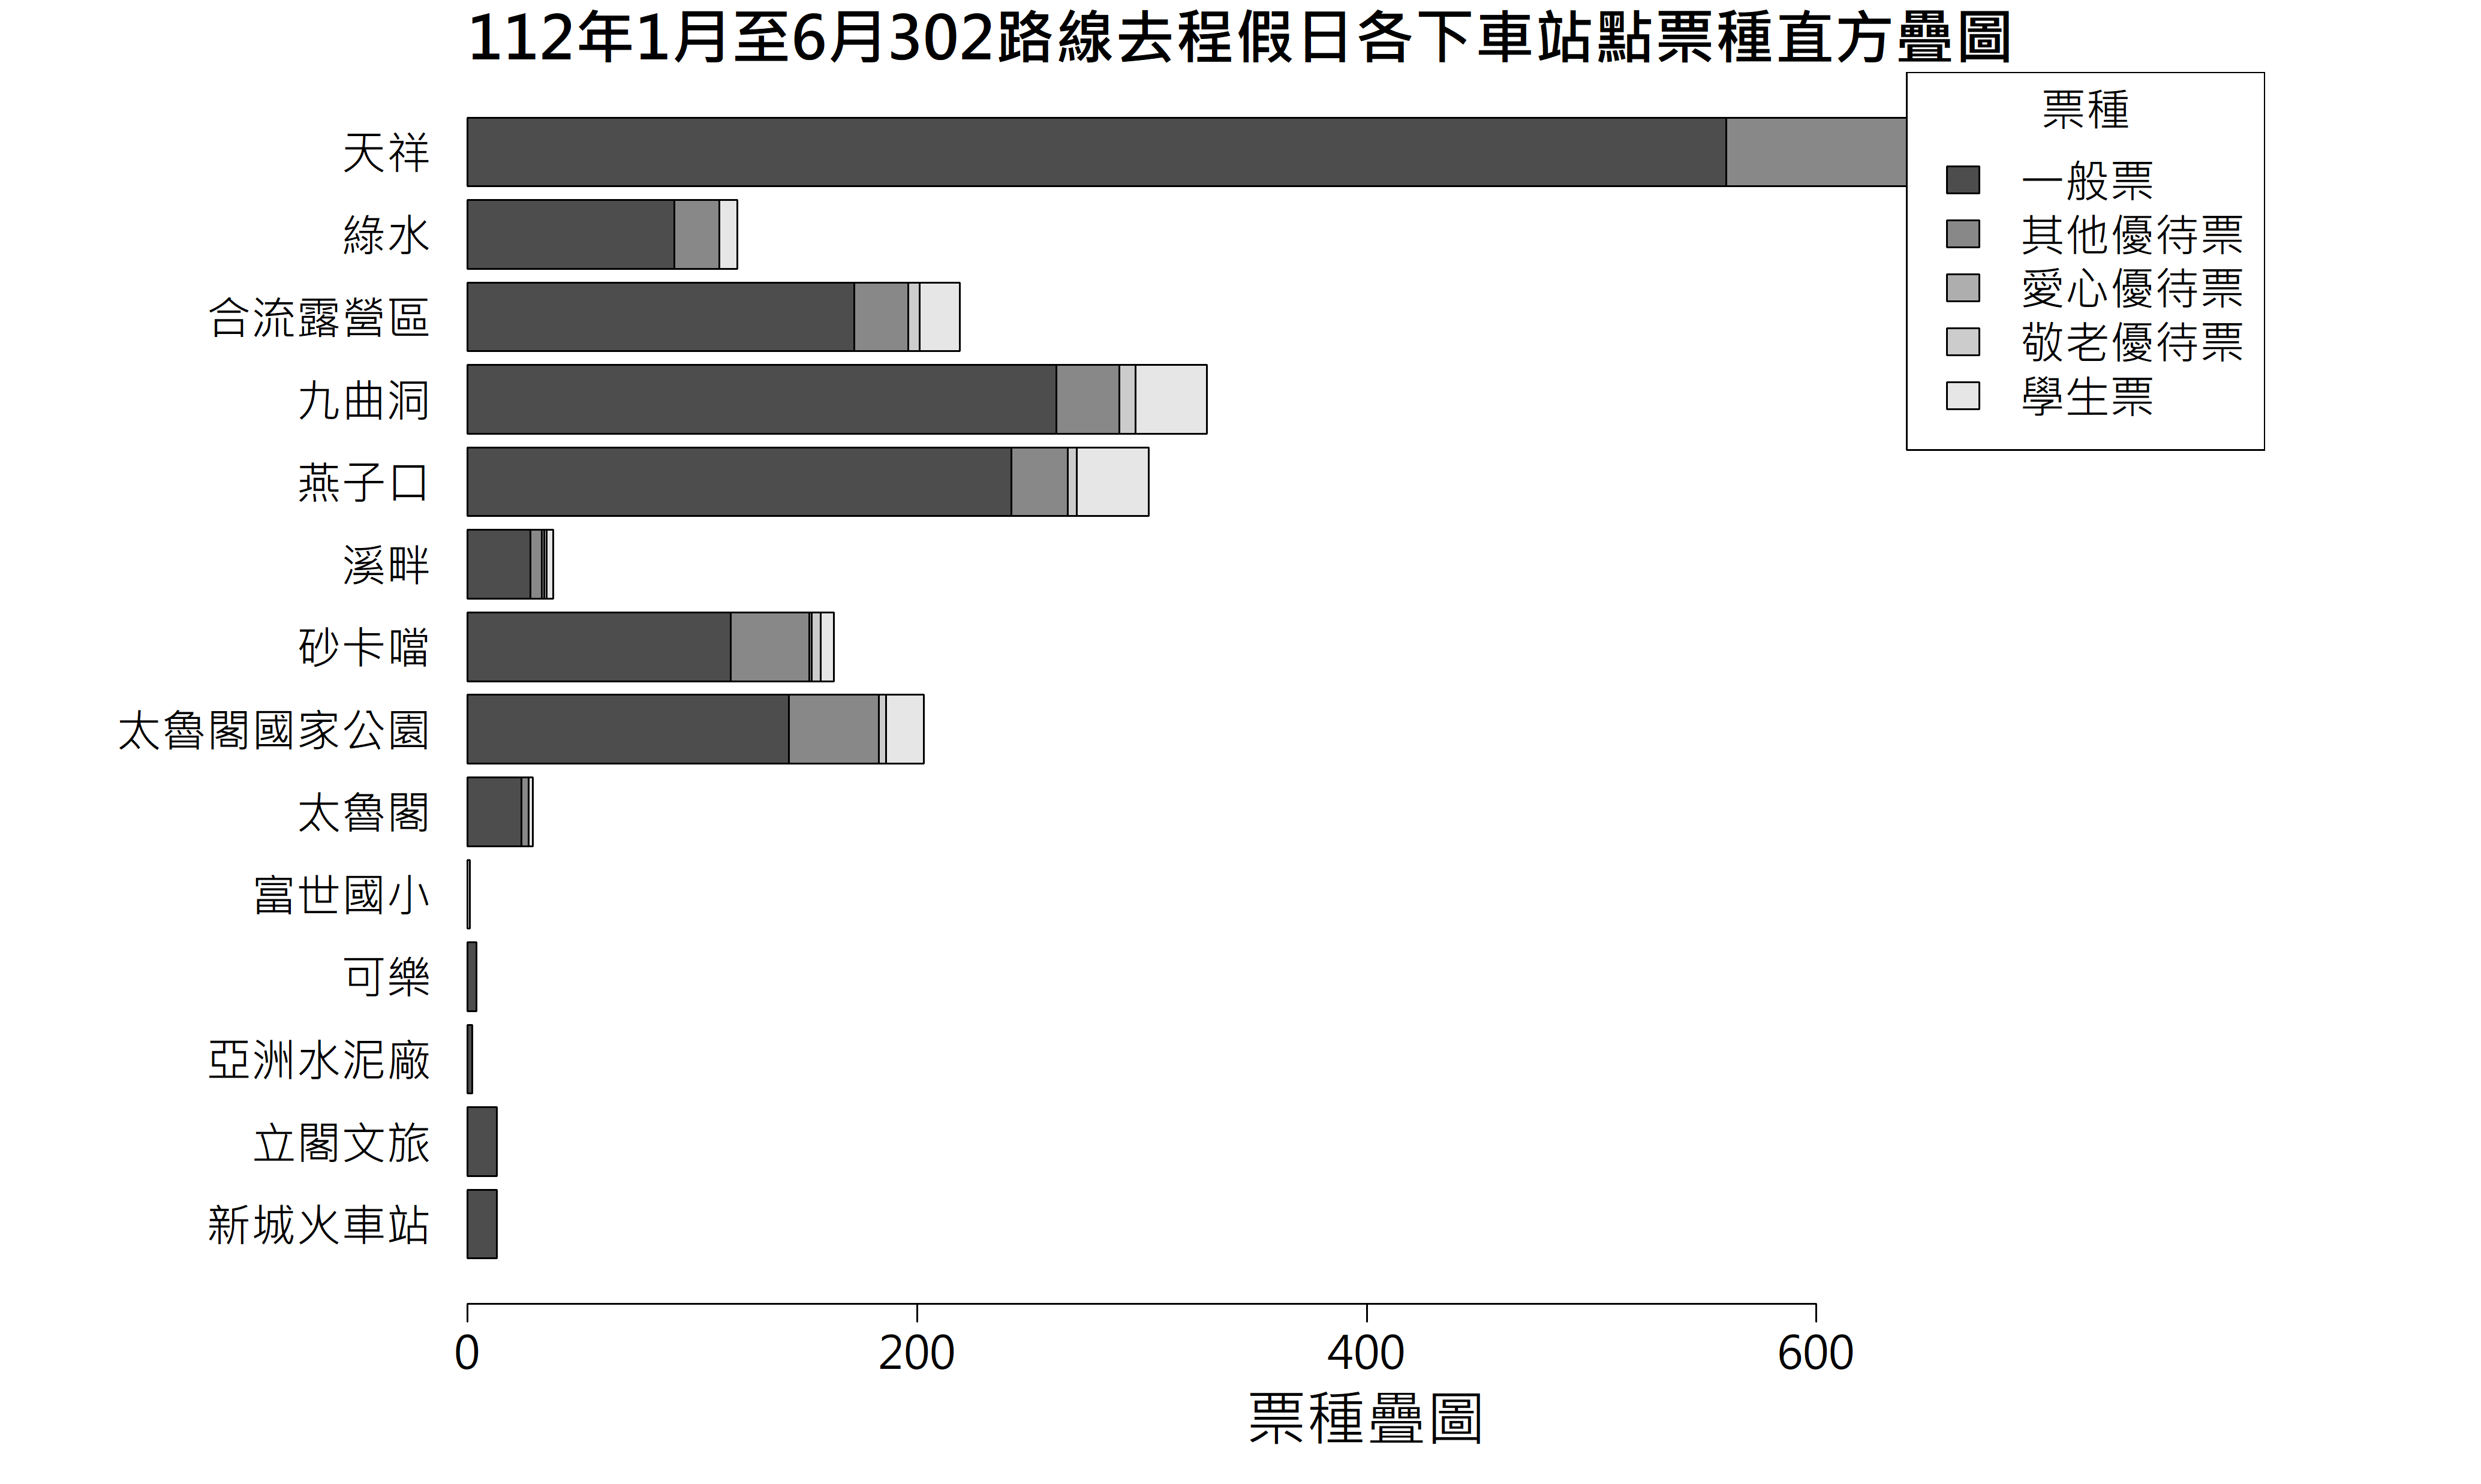 112年1月至6月302路線去程假日各下車站點票種直方疊圖
票種
一般票
其他優待票
愛心優待票
敬老優待票
學生票
天祥
綠水
合流露營區
九曲洞
燕子口
溪畔
砂卡噹
太魯閣國家公園
太魯閣
富世國小
可樂
亞洲水泥廠
立閣文旅
新城火車站
0 200 400 600
票種疊圖